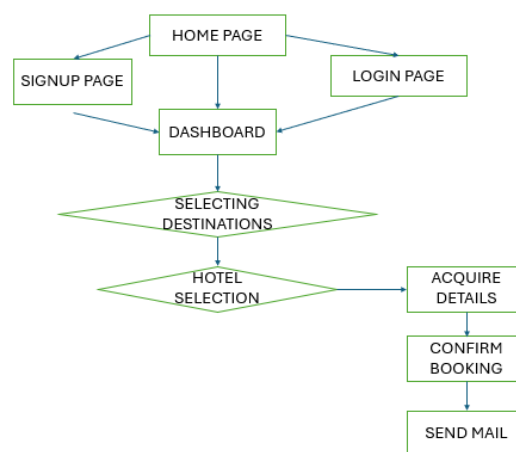 HOME PAGE
SIGNUP PAGE
LOGIN PAGE
DASHBOARD
SELECTING
DESTINATIONS
HOTEL
SELECTION
ACQUIRE
DETAILS
CONFIRM
BOOKING
SEND MAIL